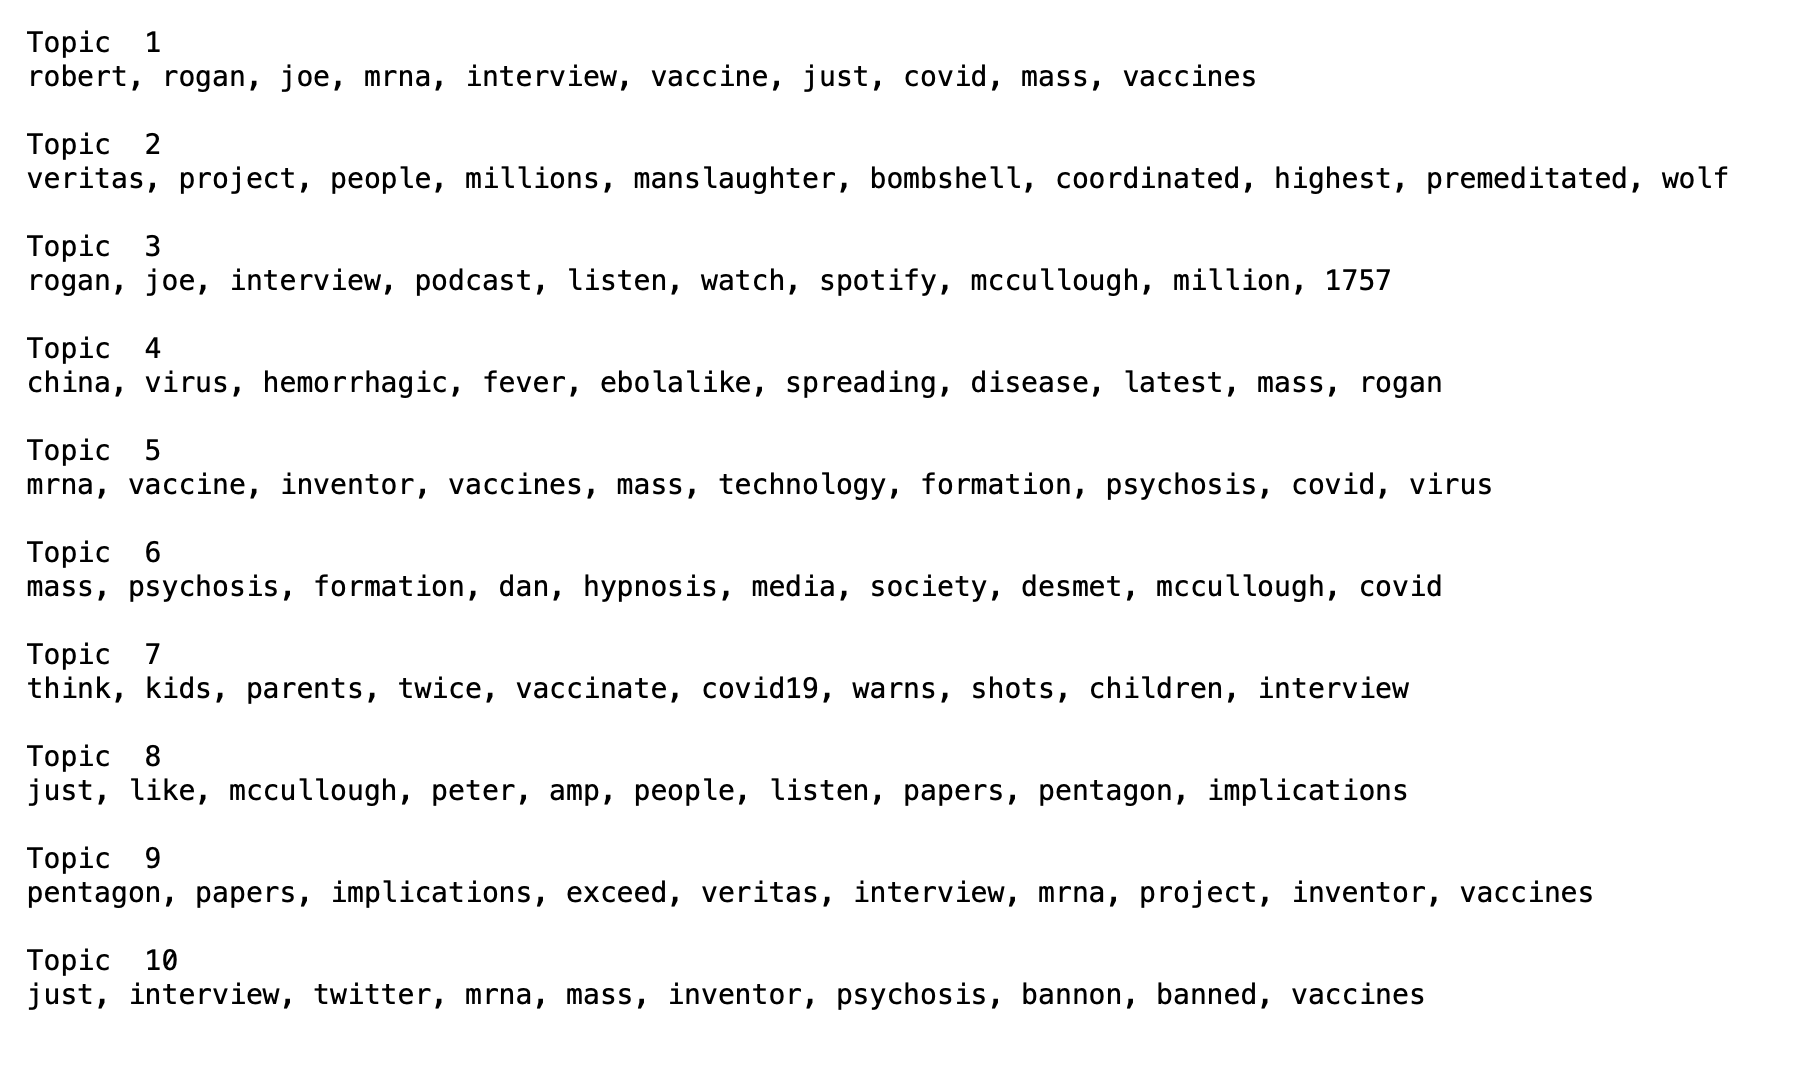 Topic  1
robert, rogan, joe, mrna, interview, vaccine, just, covid, mass, vaccines
Topic  2
veritas, project, people, millions, manslaughter, bombshell, coordinated, highest, premeditated, wolf
Topic  3
rogan, joe, interview, podcast, listen, watch, spotify, mccullough, million, 1757
Topic  4
china, virus, hemorrhagic, fever, ebolalike, spreading, disease, latest, mass, rogan
Topic  5
mrna, vaccine, inventor, vaccines, mass, technology, formation, psychosis, covid, virus
Topic  6
mass, psychosis, formation, dan, hypnosis, media, society, desmet, mccullough, covid
Topic  7
think, kids, parents, twice, vaccinate, covid19, warns, shots, children, interview
Topic  8
just, like, mccullough, peter, amp, people, listen, papers, pentagon, implications
Topic  9
pentagon, papers, implications, exceed, veritas, interview, mrna, project, inventor, vaccines
Topic  10
just, interview, twitter, mrna, mass, inventor, psychosis, bannon, banned, vaccines